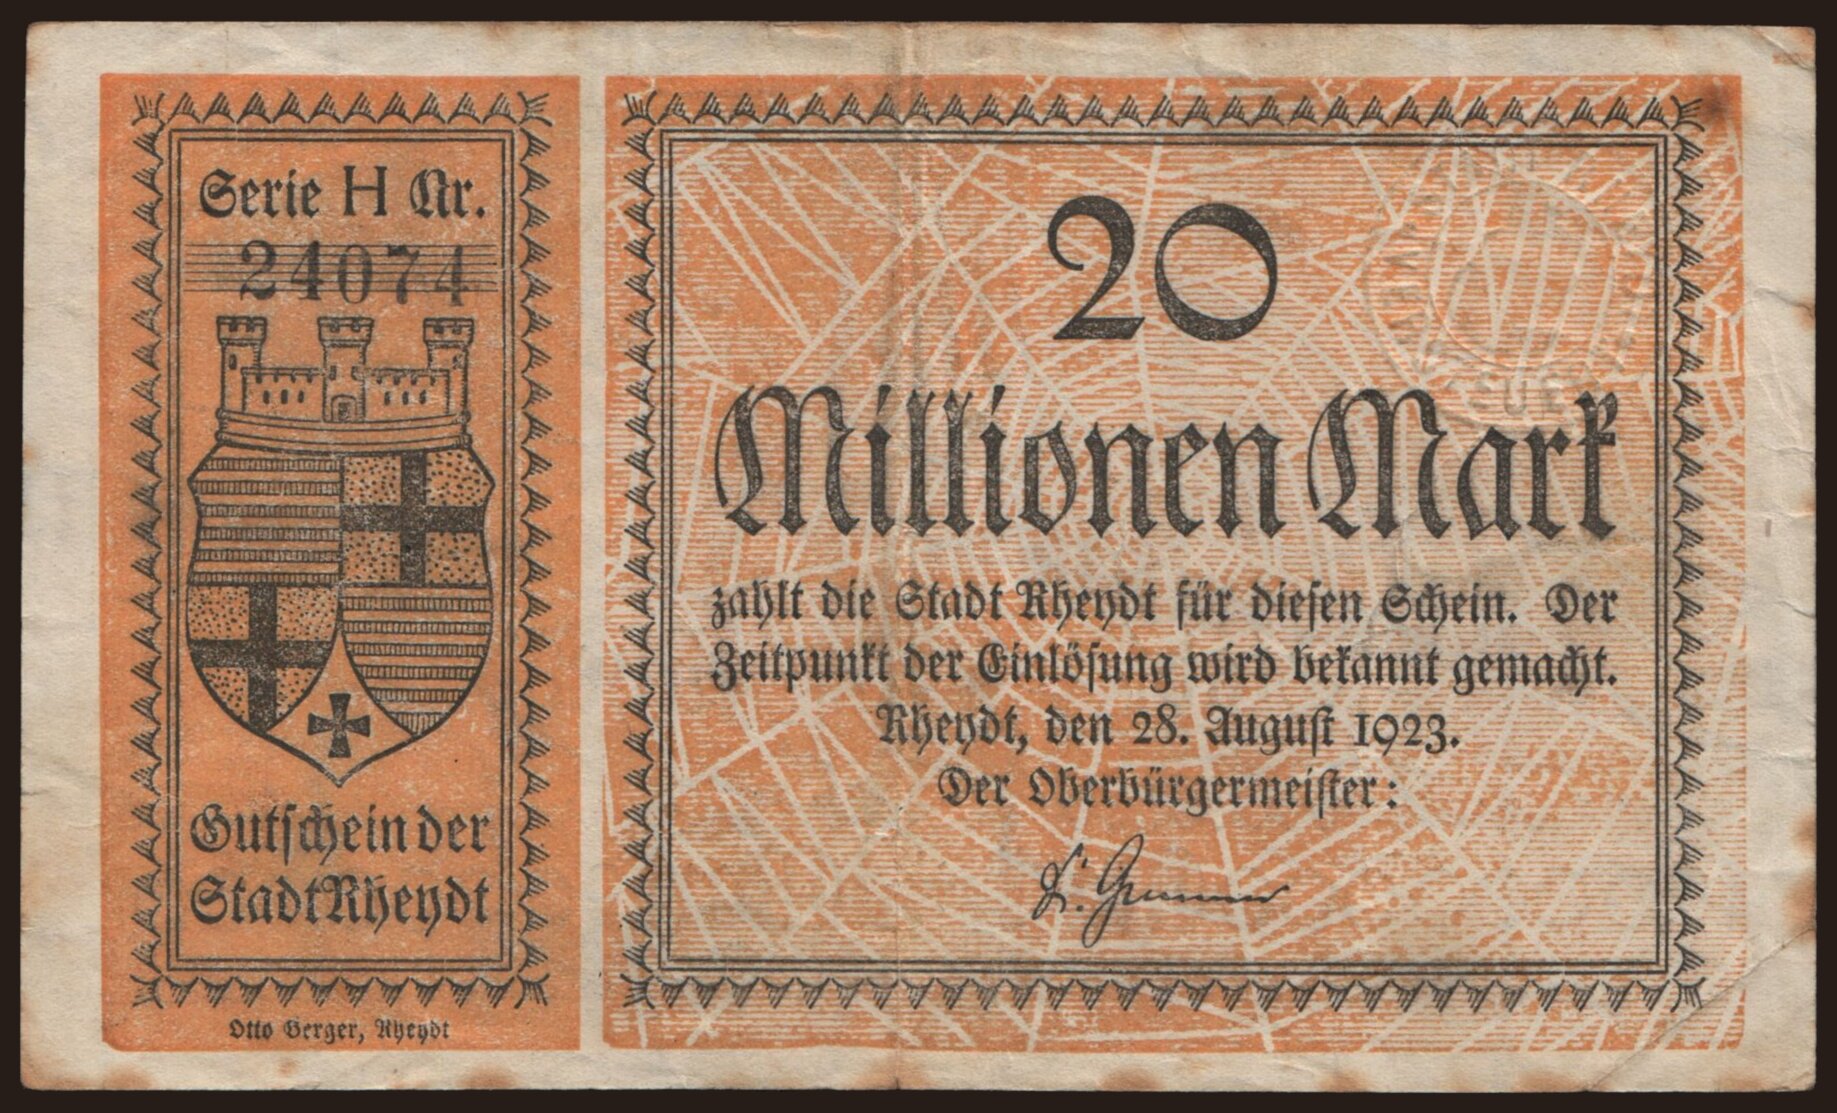 Serie H Nr.
24074
Gutschein der
Stadt Rheydt
Otto Berger, Rheydt
20
Millionen Mark
zahlt die Stadt Rheydt für diesen Schein. Der
Zeitpunkt der Einlösung wird bekannt gemacht.
Rheydt, den 28. August 1923.
Der Oberbürgermeister: